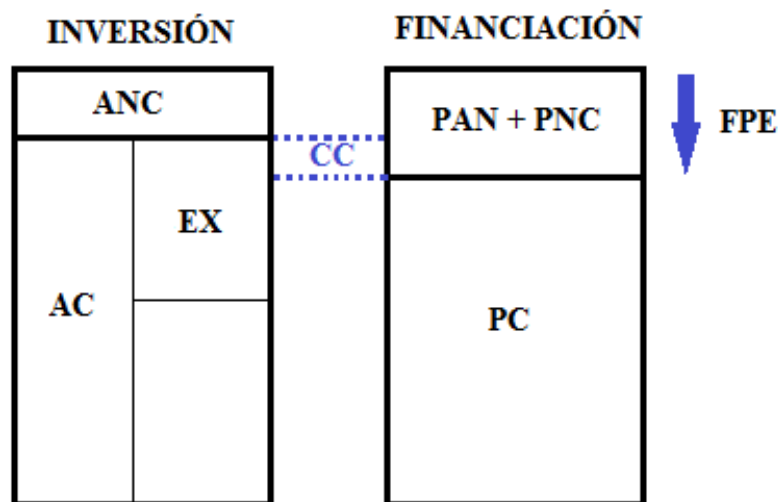 INVERSIÓN
FINANCIACIÓN
ANC
PAN + PNC
FPE
CC
EX
AC
PC